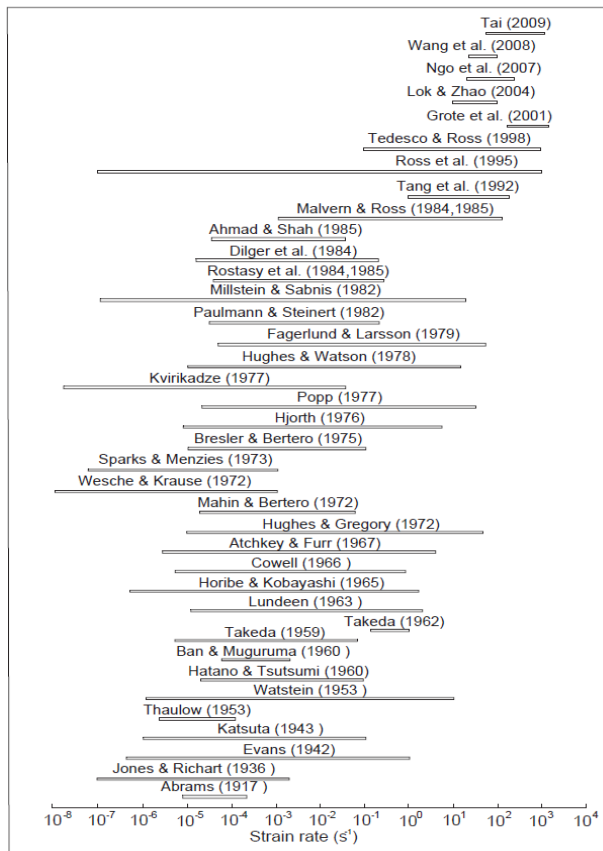 Tai (2009)
Wang et al. (2008)
Ngo et al. (2007)
Lok & Zhao (2004)
Grote et al. (2001)
Tedesco & Ross (1998)
Ross et al. (1995)
Tang et al. (1992)
Malvern & Ross (1984,1985)
Ahmad & Shah (1985)
Dilger et al. (1984)
Rostasy et al. (1984,1985)
Millstein & Sabnis (1982)
Paulmann & Steinert (1982)
Fagerlund & Larsson (1979)
Hughes & Watson (1978)
Kvirikadze (1977)
Popp (1977)
Hjorth (1976)
Bresler & Bertero (1975)
Sparks & Menzies (1973)
Wesche & Krause (1972)
Mahin & Bertero (1972)
Hughes & Gregory (1972)
Atchkey & Furr (1967)
Cowell (1966 )
Horibe & Kobayashi (1965)
Lundeen (1963 )
Takeda (1962)
Takeda (1959)
Ban & Muguruma (1960 )
Hatano & Tsutsumi (1960)
Watstein (1953 )
Thaulow (1953)
Katsuta (1943 )
Evans (1942)
Jones & Richart (1936 )
Abrams (1917 )
10⁻⁸ 10⁻⁷ 10⁻⁶ 10⁻⁵ 10⁻⁴ 10⁻³ 10⁻² 10⁻¹ 10⁰ 10¹ 10² 10³ 10³
Strain rate (s¹)